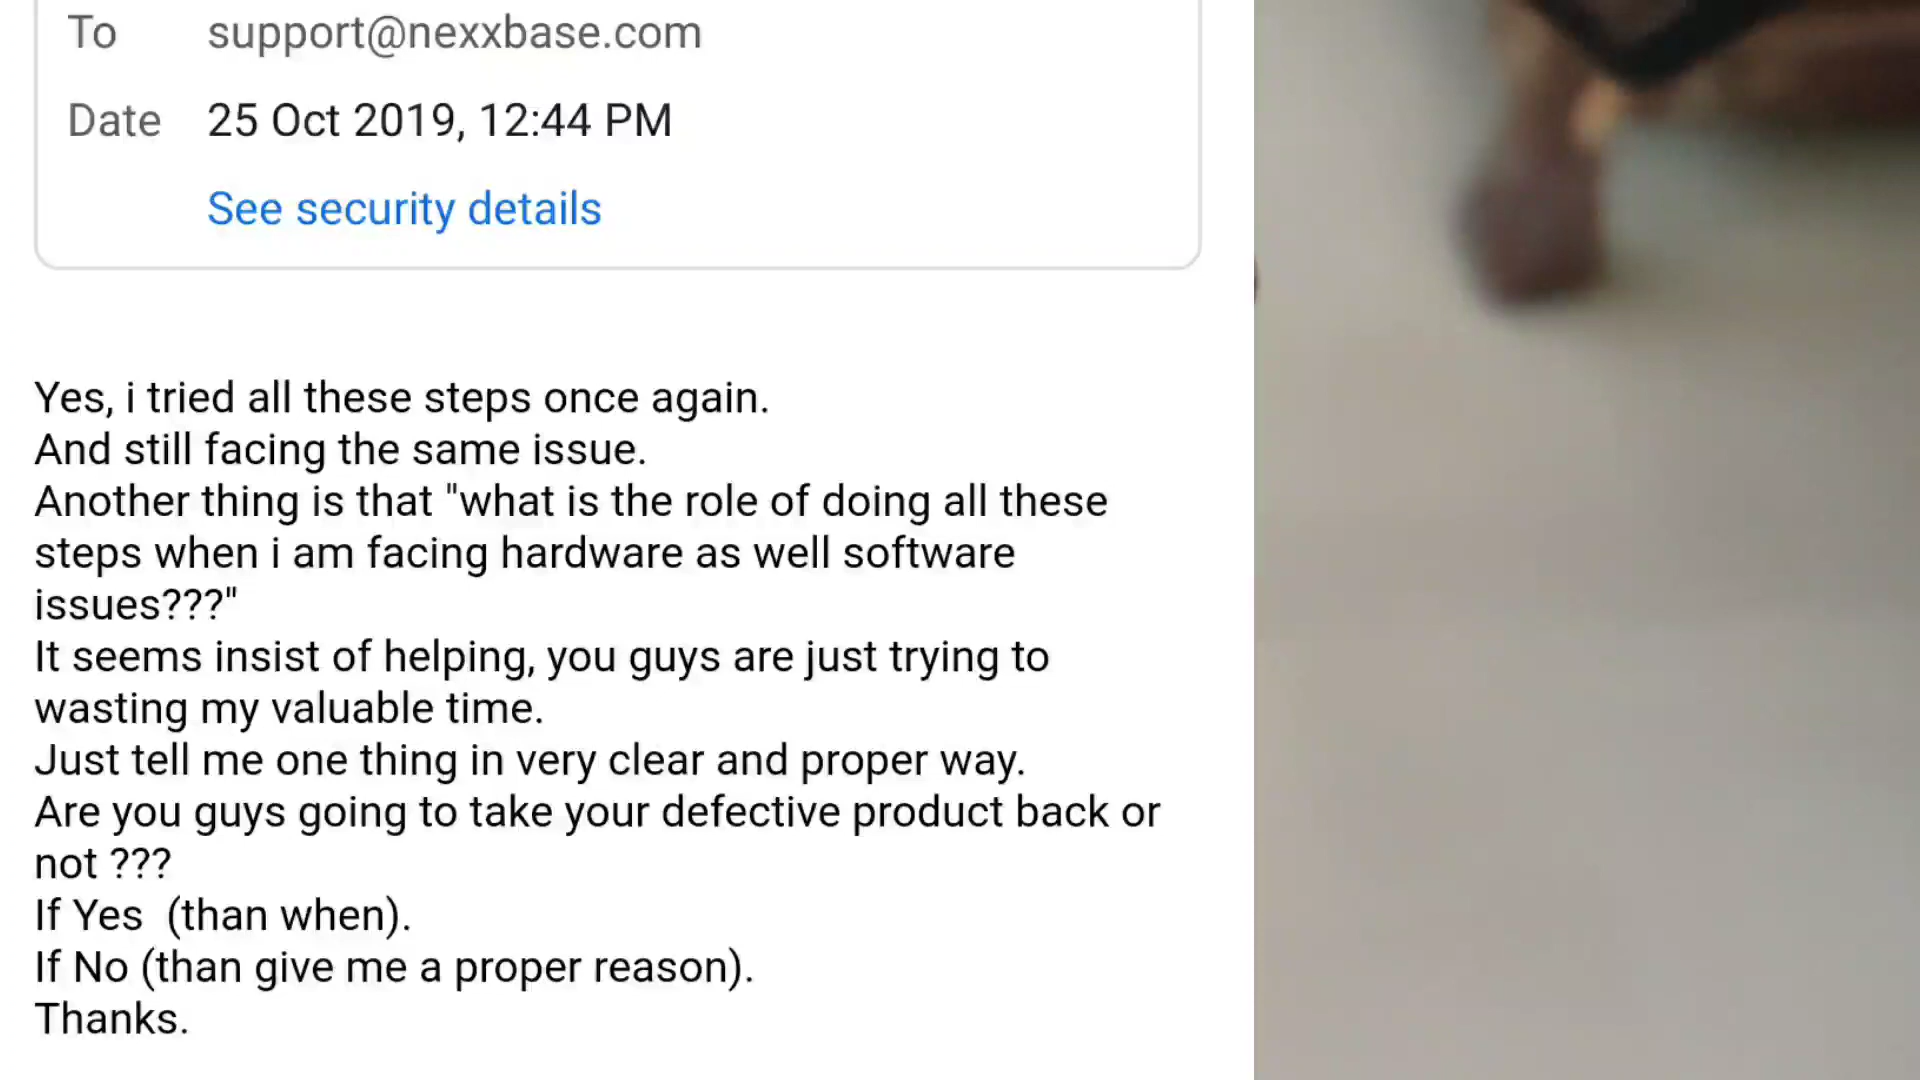 To support@nexxbase.com
Date 25 Oct 2019, 12:44 PM
See security details
Yes, i tried all these steps once again.
And still facing the same issue.
Another thing is that "what is the role of doing all these
steps when i am facing hardware as well software
issues???"
It seems insist of helping, you guys are just trying to
wasting my valuable time.
Just tell me one thing in very clear and proper way.
Are you guys going to take your defective product back or
not ???
If Yes  (than when).
If No (than give me a proper reason).
Thanks.